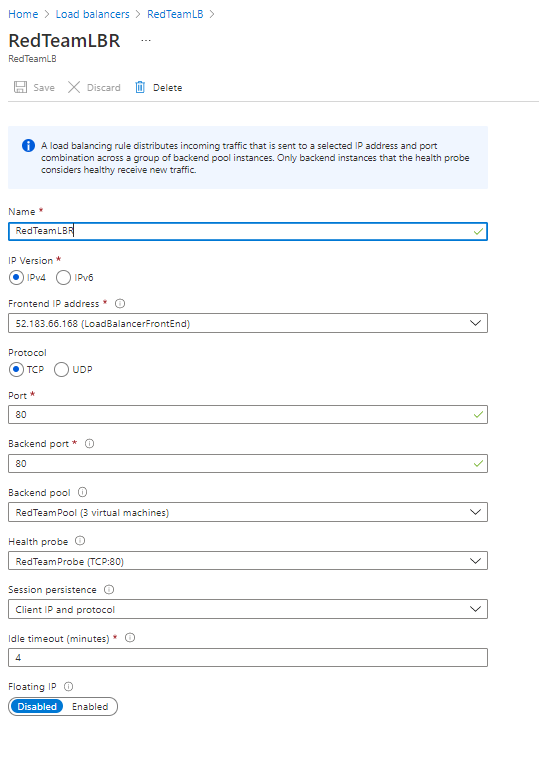 Home > Load balancers > RedTeamLB >
RedTeamLBR ...
RedTeamLB
Save Discard Delete
A load balancing rule distributes incoming traffic that is sent to a selected IP address and port
combination across a group of backend pool instances. Only backend instances that the health probe
considers healthy receive new traffic.
Name *
RedTeamLBR
IP Version *
IPv4 IPv6
Frontend IP address *
52.183.66.168 (LoadBalancerFrontEnd)
Protocol
TCP UDP
Port *
80
Backend port *
80
Backend pool
RedTeamPool (3 virtual machines)
Health probe
RedTeamProbe (TCP:80)
Session persistence
Client IP and protocol
Idle timeout (minutes) *
4
Floating IP
Disabled Enabled